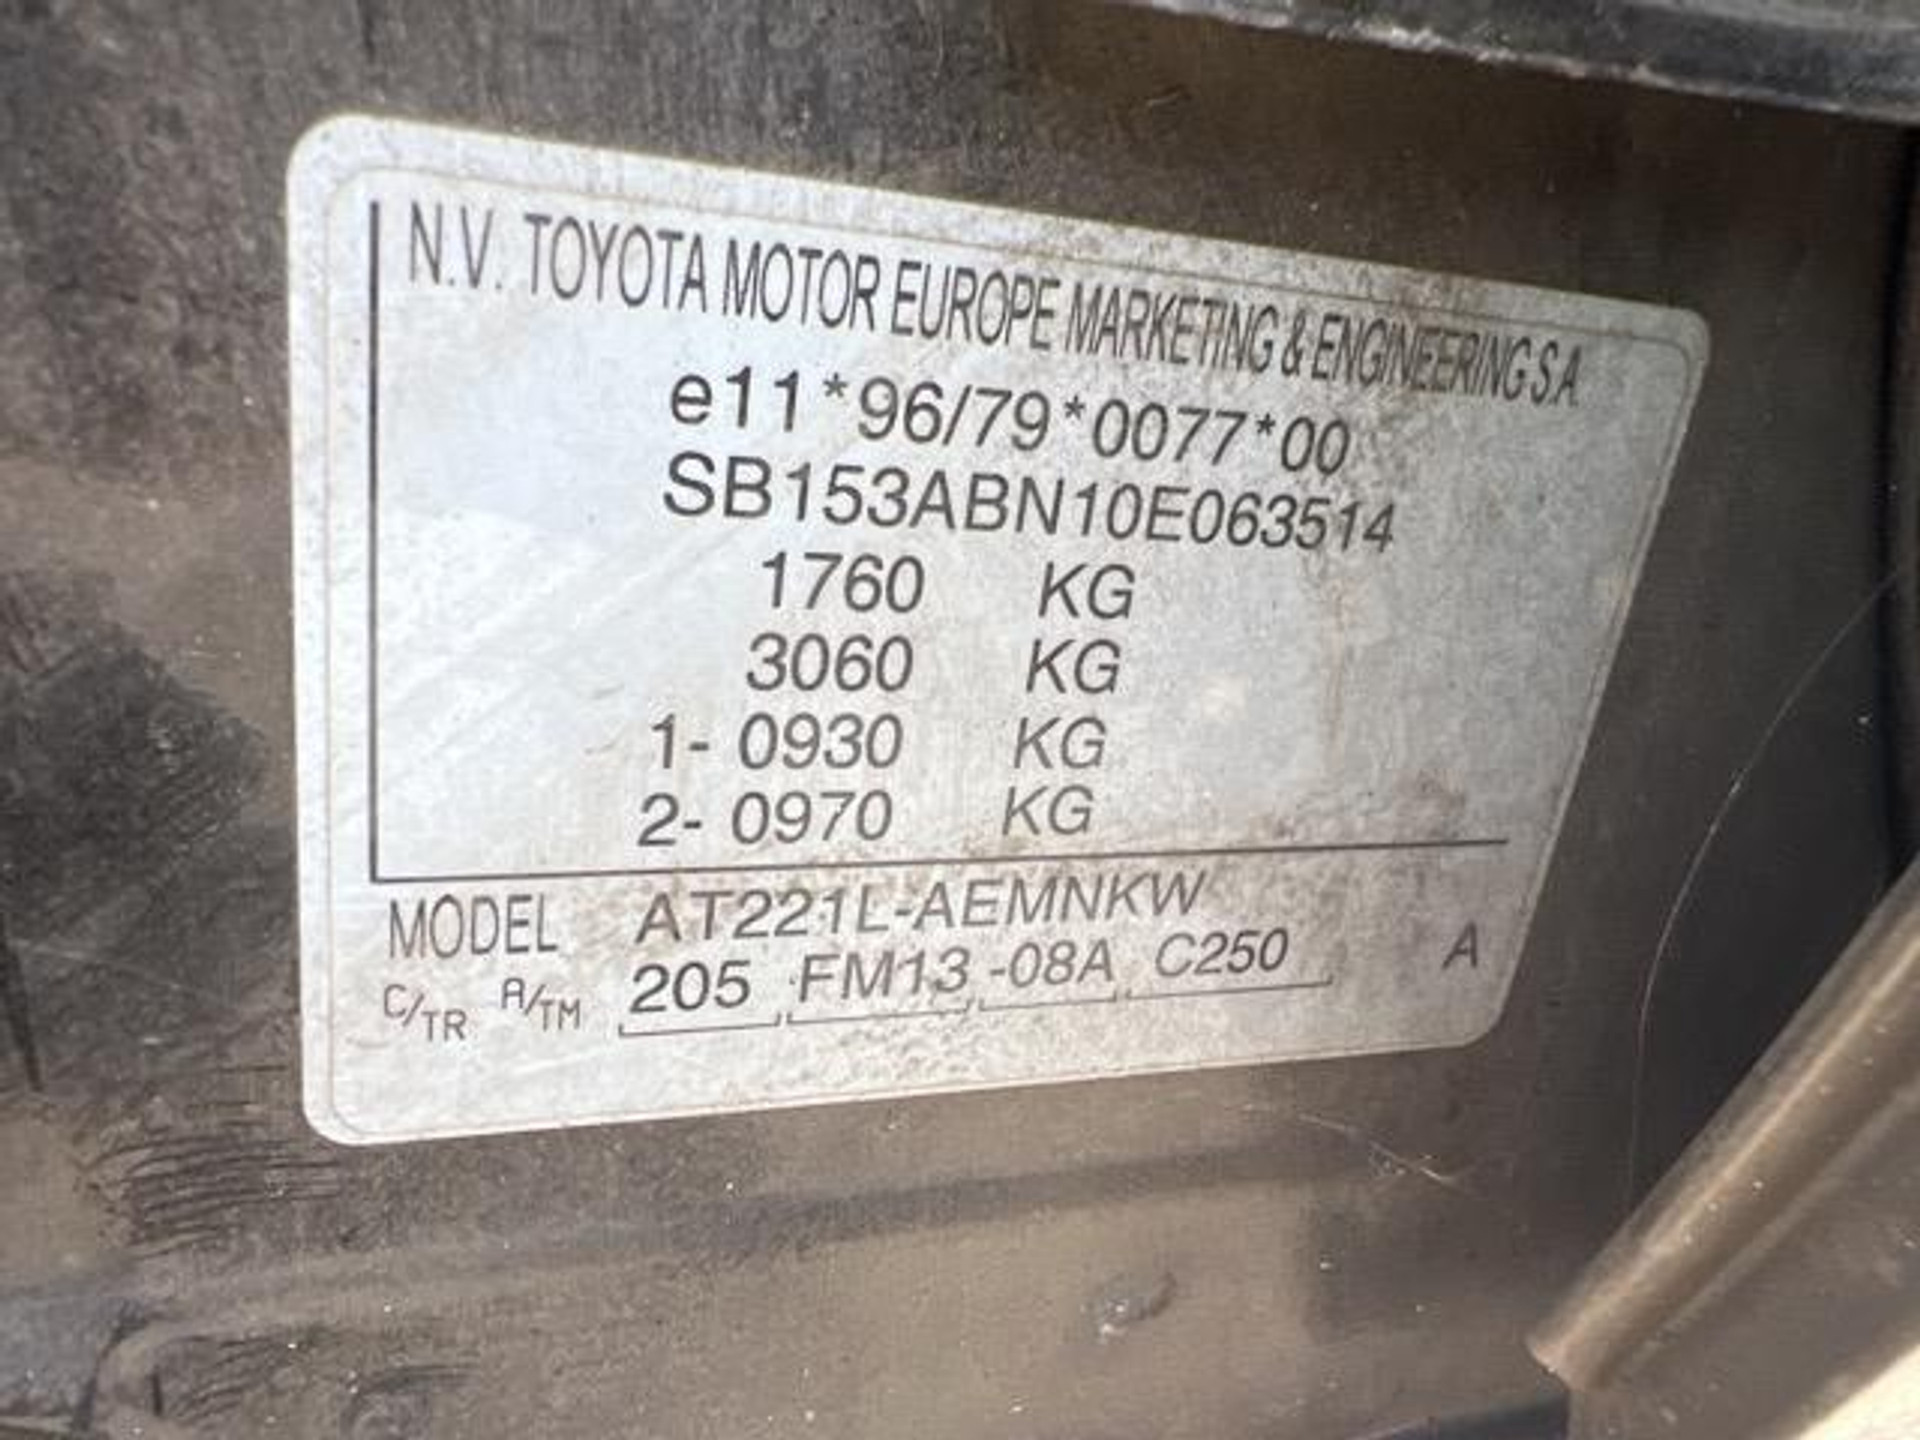 N.V. TOYOTA MOTOR EUROPE MARKETING & ENGINEERING S.A.
e11*96/79*0077*00
SB153ABN10E063514
1760 KG
3060 KG
1- 0930 KG
2- 0970 KG
MODEL AT221L-AEMNKW
C/TR A/TM 205 FM13 -08A C250 A